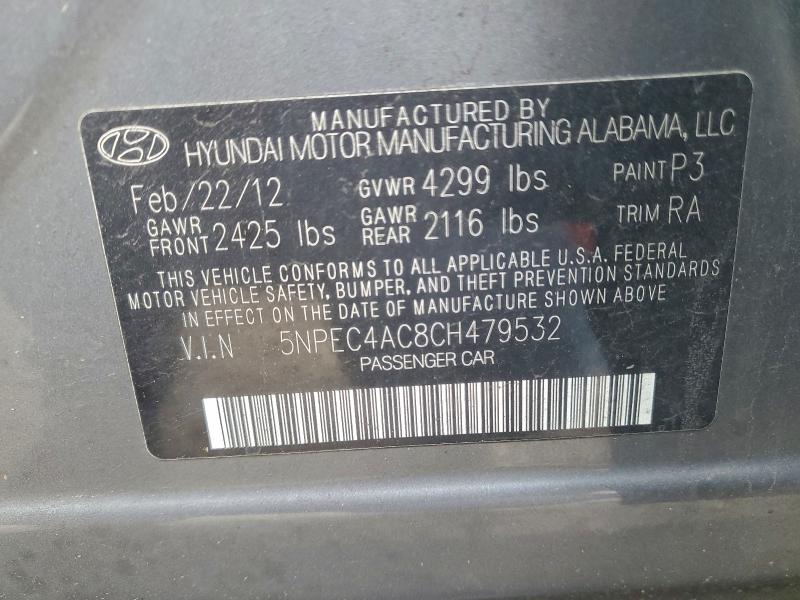 MANUFACTURED BY
HYUNDAI MOTOR MANUFACTURING ALABAMA, LLC
Feb/22/12 GVWR 4299 lbs PAINT P3
GAWR FRONT 2425 lbs GAWR REAR 2116 lbs TRIM RA
THIS VEHICLE CONFORMS TO ALL APPLICABLE U.S.A. FEDERAL
MOTOR VEHICLE SAFETY, BUMPER, AND THEFT PREVENTION STANDARDS
IN EFFECT ON THE DATE OF MANUFACTURE SHOWN ABOVE
V.I.N 5NPEC4AC8CH479532
PASSENGER CAR